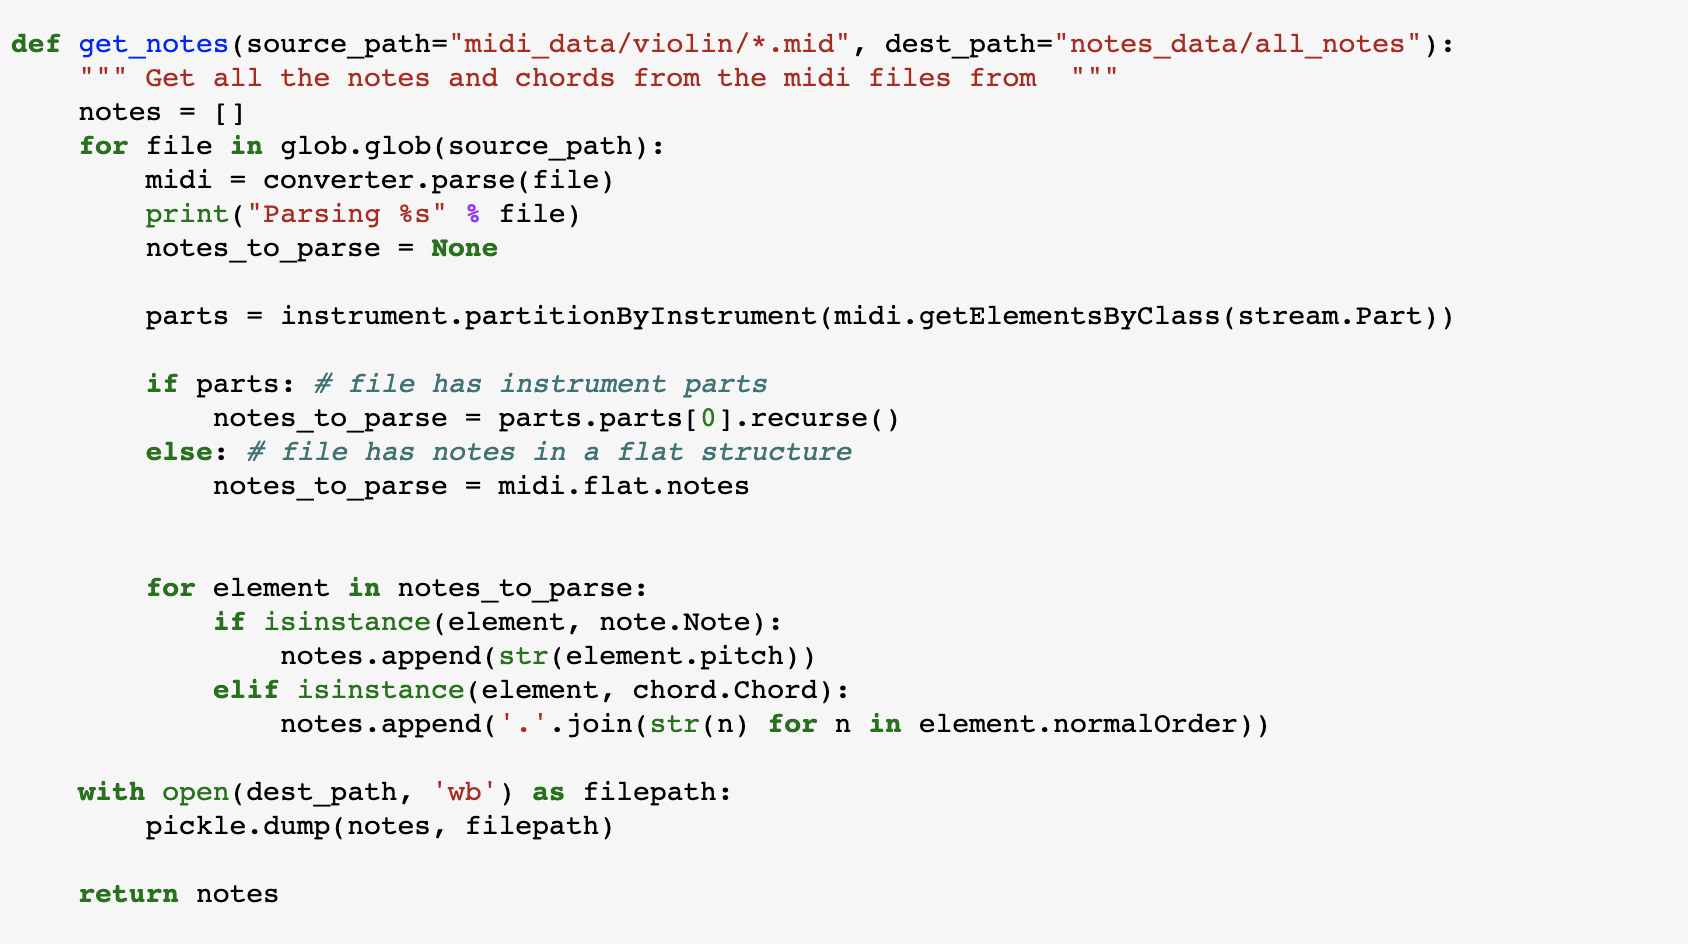 def get_notes(source_path="midi_data/violin/*.mid", dest_path="notes_data/all_notes"):
    """ Get all the notes and chords from the midi files from  """
    notes = []
    for file in glob.glob(source_path):
        midi = converter.parse(file)
        print("Parsing %s" % file)
        notes_to_parse = None

        parts = instrument.partitionByInstrument(midi.getElementsByClass(stream.Part))

        if parts: # file has instrument parts
            notes_to_parse = parts.parts[0].recurse()
        else: # file has notes in a flat structure
            notes_to_parse = midi.flat.notes


        for element in notes_to_parse:
            if isinstance(element, note.Note):
                notes.append(str(element.pitch))
            elif isinstance(element, chord.Chord):
                notes.append('.'.join(str(n) for n in element.normalOrder))

    with open(dest_path, 'wb') as filepath:
        pickle.dump(notes, filepath)

    return notes